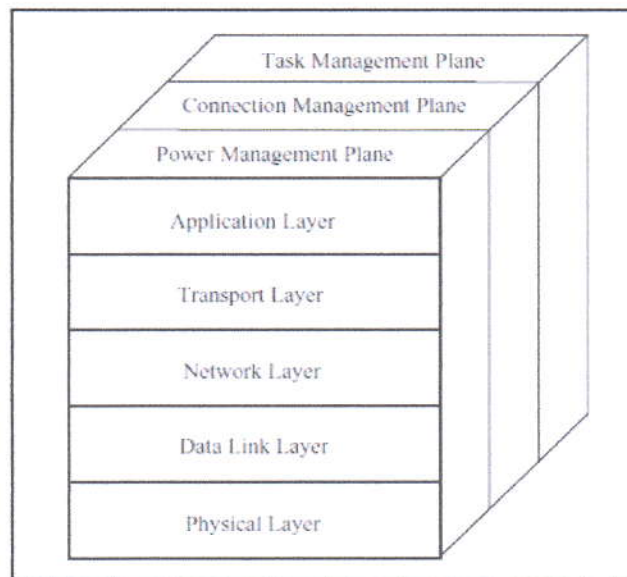 Task Management Plane
Connection Management Plane
Power Management Plane
Application Layer
Transport Layer
Network Layer
Data Link Layer
Physical Layer